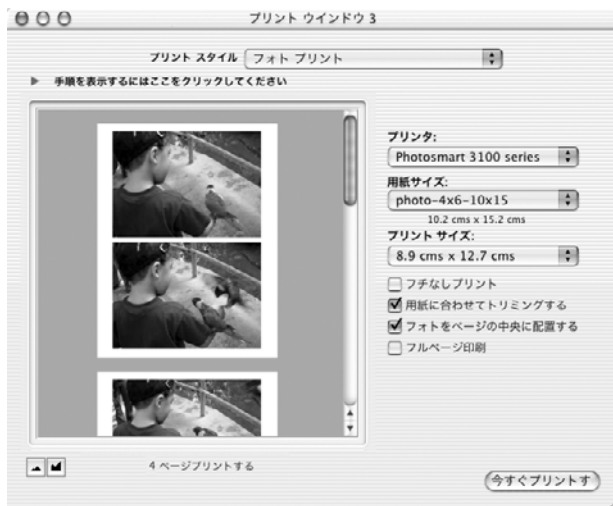 プリント ウインドウ 3
プリント スタイル フォト プリント
手順を表示するにはここをクリックしてください
プリンタ:
Photosmart 3100 series
用紙サイズ:
photo-4x6-10x15
10.2 cms x 15.2 cms
プリント サイズ:
8.9 cms x 12.7 cms
フチなしプリント
用紙に合わせてトリミングする
フォトをページの中央に配置する
フルページ印刷
4 ページプリントする
今すぐプリントす